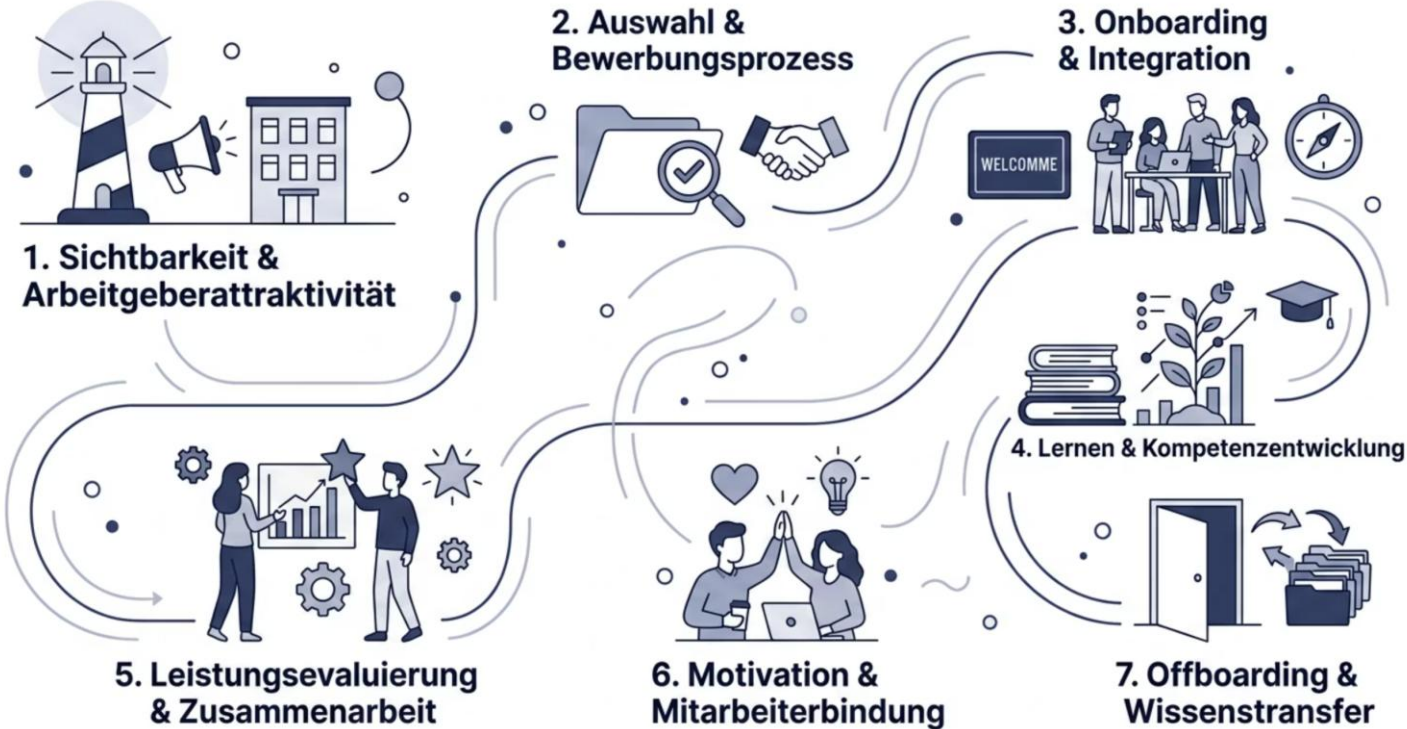 1. Sichtbarkeit &
Arbeitgeberattraktivität
2. Auswahl &
Bewerbungsprozess
3. Onboarding
& Integration
WELCOMME
4. Lernen & Kompetenzentwicklung
5. Leistungsevaluierung
& Zusammenarbeit
6. Motivation &
Mitarbeiterbindung
7. Offboarding &
Wissenstransfer